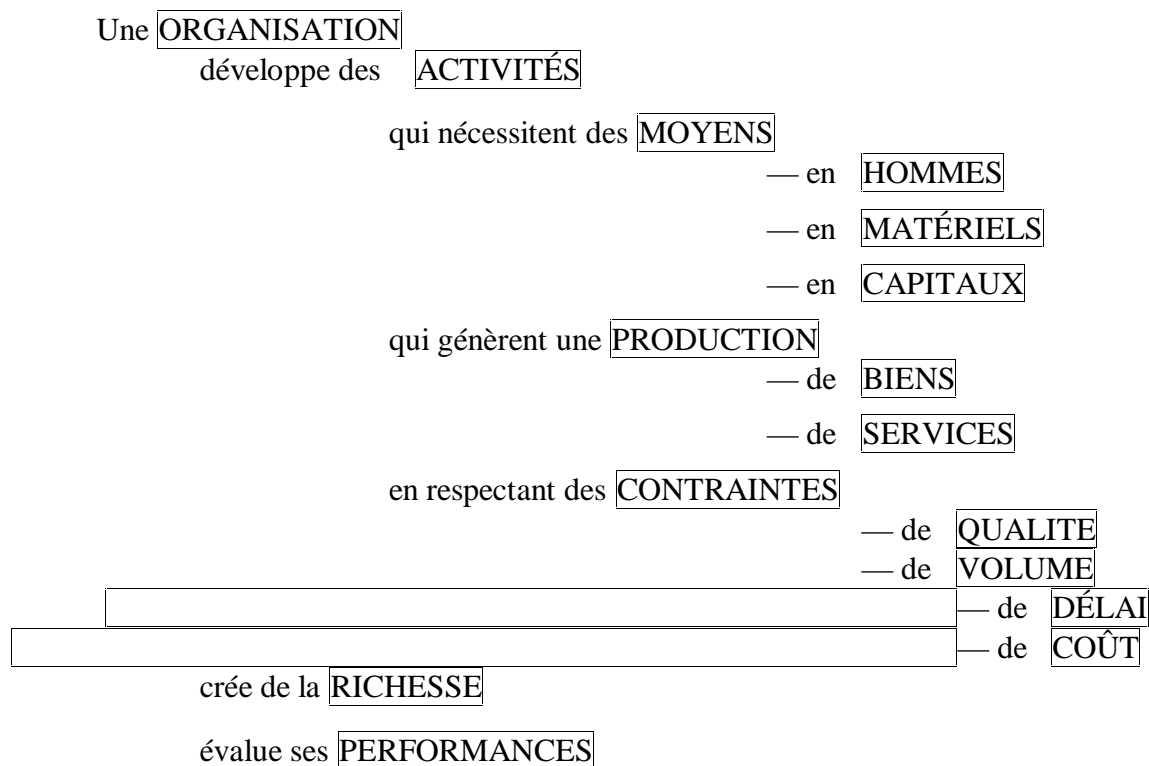 Une ORGANISATION
développe des ACTIVITÉS
qui nécessitent des MOYENS
— en HOMMES
— en MATÉRIELS
— en CAPITAUX
qui génèrent une PRODUCTION
— de BIENS
— de SERVICES
en respectant des CONTRAINTES
— de QUALITE
— de VOLUME
— de DÉLAI
— de COÛT
crée de la RICHESSE
évalue ses PERFORMANCES